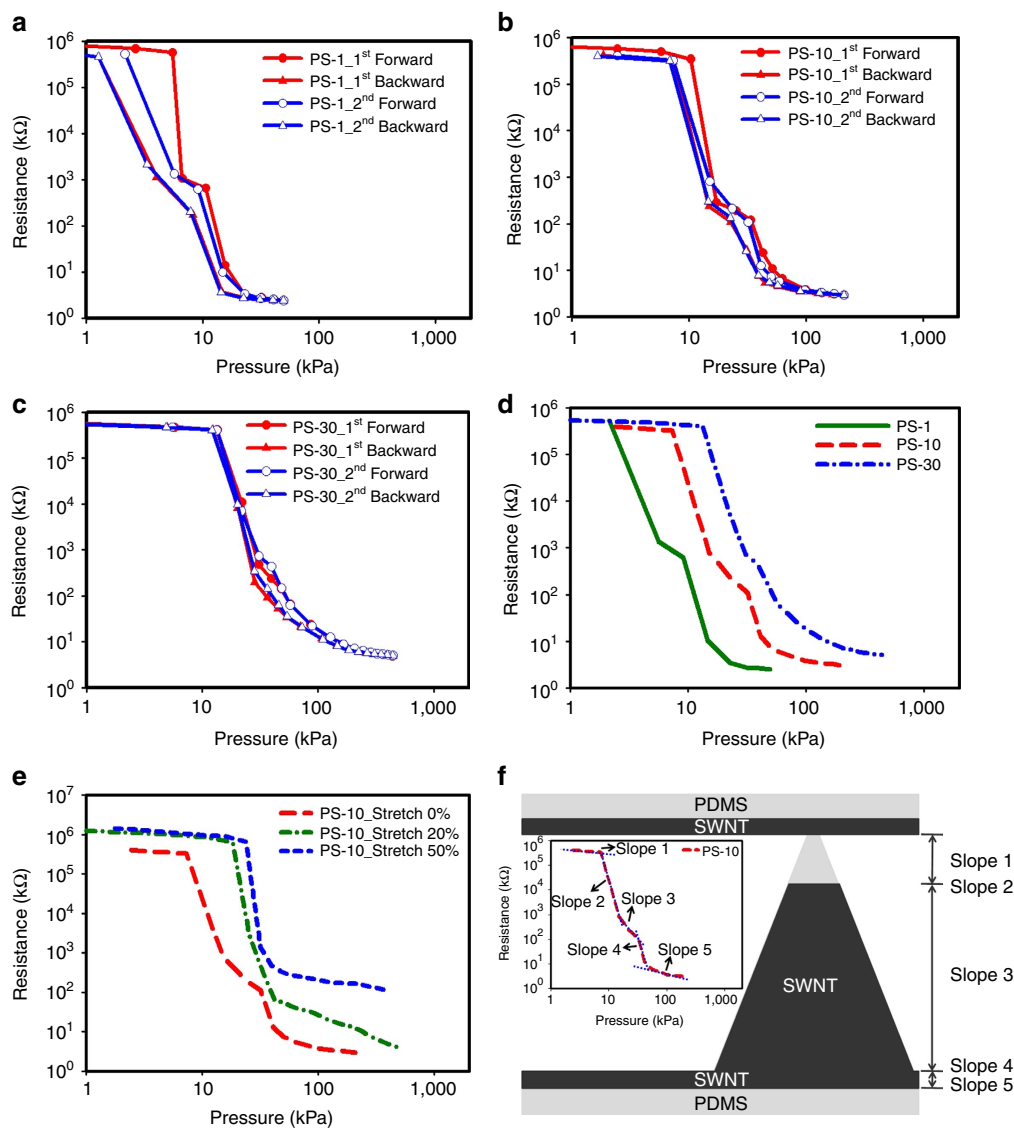 a
10⁶
10⁵
10⁴
10³
10²
10¹
10⁰
Resistance (kΩ)
PS-1_1ˢᵗ Forward
PS-1_1ˢᵗ Backward
PS-1_2ⁿᵈ Forward
PS-1_2ⁿᵈ Backward
1 10 100 1,000
Pressure (kPa)
b
10⁶
10⁵
10⁴
10³
10²
10¹
10⁰
Resistance (kΩ)
PS-10_1ˢᵗ Forward
PS-10_1ˢᵗ Backward
PS-10_2ⁿᵈ Forward
PS-10_2ⁿᵈ Backward
1 10 100 1,000
Pressure (kPa)
c
10⁶
10⁵
10⁴
10³
10²
10¹
10⁰
Resistance (kΩ)
PS-30_1ˢᵗ Forward
PS-30_1ˢᵗ Backward
PS-30_2ⁿᵈ Forward
PS-30_2ⁿᵈ Backward
1 10 100 1,000
Pressure (kPa)
d
10⁶
10⁵
10⁴
10³
10²
10¹
10⁰
Resistance (kΩ)
PS-1
PS-10
PS-30
1 10 100 1,000
Pressure (kPa)
e
10⁷
10⁶
10⁵
10⁴
10³
10²
10¹
10⁰
Resistance (kΩ)
PS-10_Stretch 0%
PS-10_Stretch 20%
PS-10_Stretch 50%
1 10 100 1,000
Pressure (kPa)
f
PDMS
SWNT
10⁶
10⁵
10⁴
10³
10²
10¹
10⁰
Resistance (kΩ)
Slope 1
PS-10
Slope 2
Slope 3
Slope 4
Slope 5
1 10 100 1,000
Pressure (kPa)
SWNT
SWNT
PDMS
Slope 1
Slope 2
Slope 3
Slope 4
Slope 5